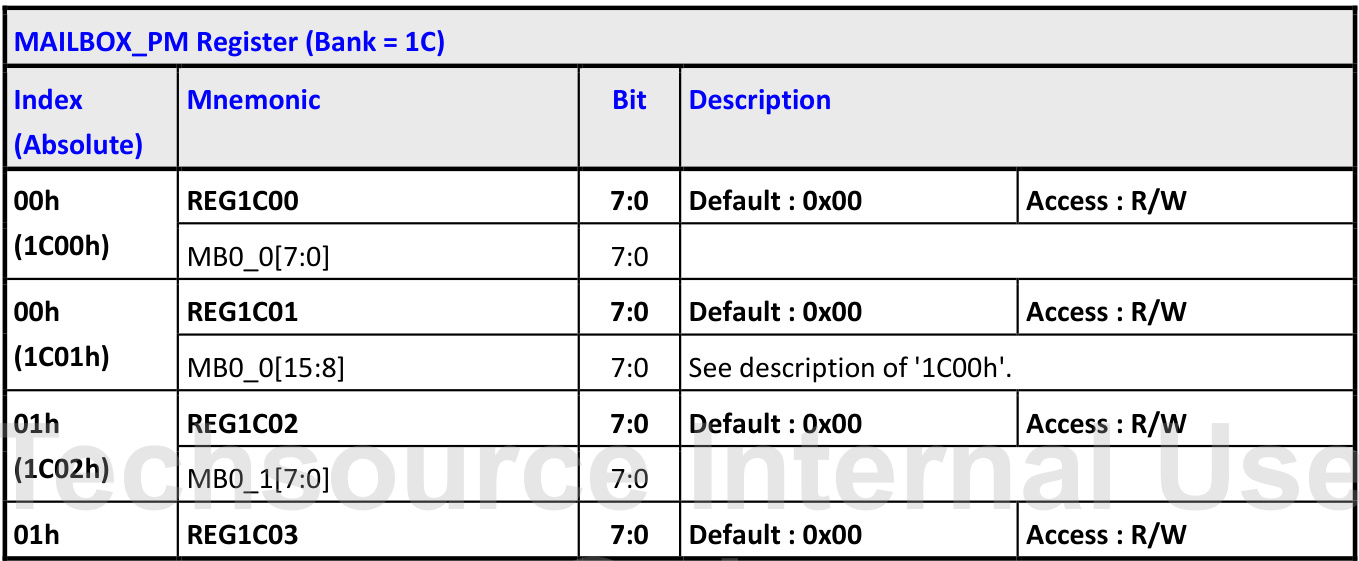 MAILBOX_PM Register (Bank = 1C)
Index (Absolute) Mnemonic Bit Description
00h (1C00h) REG1C00 7:0 Default : 0x00 Access : R/W
MB0_0[7:0] 7:0
00h (1C01h) REG1C01 7:0 Default : 0x00 Access : R/W
MB0_0[15:8] 7:0 See description of '1C00h'.
01h (1C02h) REG1C02 7:0 Default : 0x00 Access : R/W
MB0_1[7:0] 7:0
01h REG1C03 7:0 Default : 0x00 Access : R/W
Techsource Internal Use